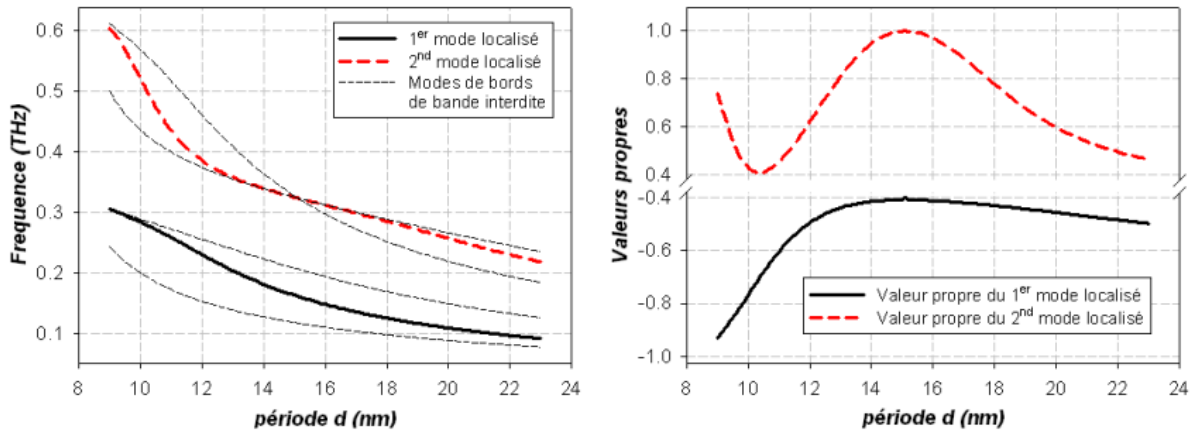 Frequence (THz)
0.6
0.5
0.4
0.3
0.2
0.1
1er mode localisé
2nd mode localisé
Modes de bords
de bande interdite
8 10 12 14 16 18 20 22 24
période d (nm)
Valeurs propres
1.0
0.8
0.6
0.4
-0.4
-0.6
-0.8
-1.0
Valeur propre du 1er mode localisé
Valeur propre du 2nd mode localisé
8 10 12 14 16 18 20 22 24
période d (nm)